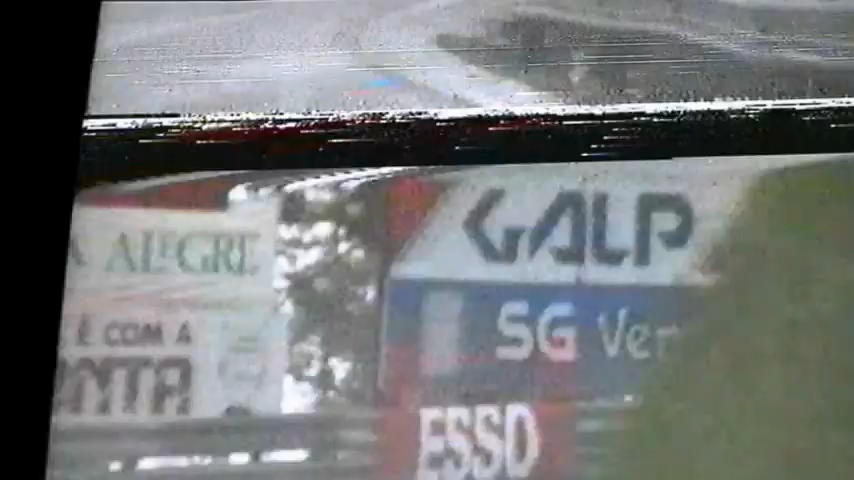 ALEGRE
É COM A
GALP
SG Ver
ESSO